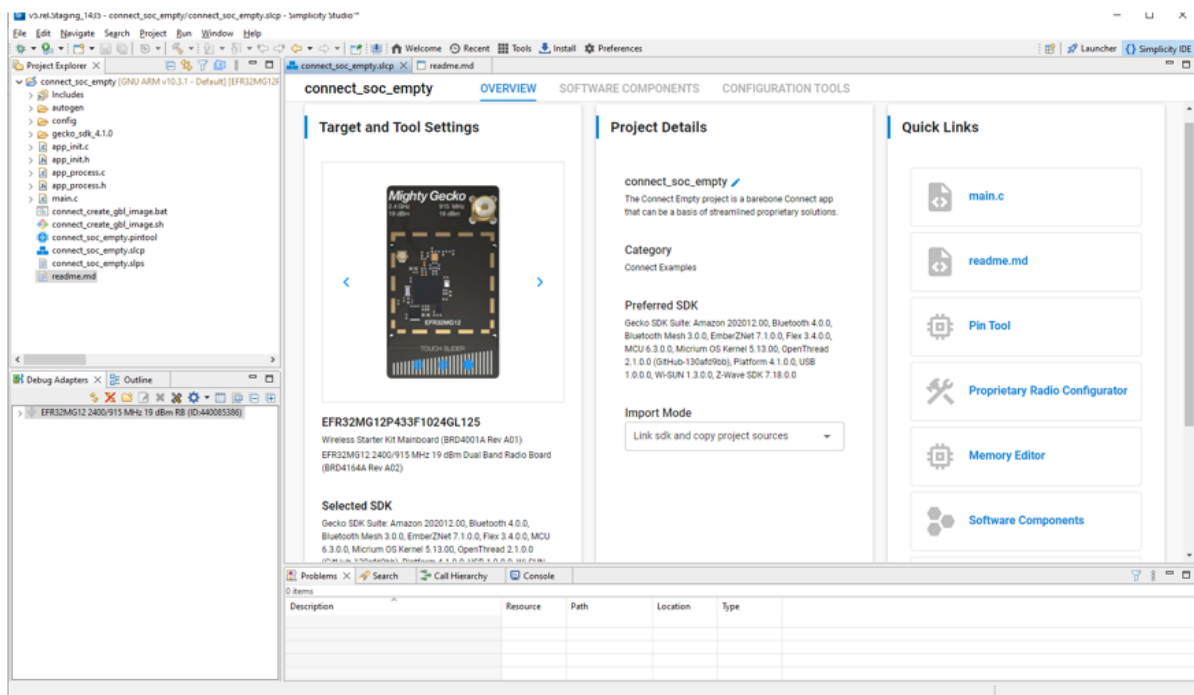 v5.rel.Staging_1435 - connect_soc_empty/connect_soc_empty.slcp - Simplicity Studio™
File Edit Navigate Search Project Run Window Help
Welcome Recent Tools Install Preferences
Launcher Simplicity IDE
Project Explorer
connect_soc_empty [GNU ARM v10.3.1 - Default] [EFR32MG12P
Includes
autogen
config
gecko_sdk_4.1.0
app_init.c
app_init.h
app_process.c
app_process.h
main.c
connect_create_gbl_image.bat
connect_create_gbl_image.sh
connect_soc_empty.pintool
connect_soc_empty.slcp
connect_soc_empty.slps
readme.md
Debug Adapters Outline
EFR32MG12 2400/915 MHz 19 dBm RB (ID:440085386)
connect_soc_empty.slcp readme.md
connect_soc_empty OVERVIEW SOFTWARE COMPONENTS CONFIGURATION TOOLS
Target and Tool Settings
Mighty Gecko
2.4 GHz 915 MHz
19 dBm 19 dBm
EFR32MG12
TOUCH SLIDER
EFR32MG12P433F1024GL125
Wireless Starter Kit Mainboard (BRD4001A Rev A01)
EFR32MG12 2400/915 MHz 19 dBm Dual Band Radio Board
(BRD4164A Rev A02)
Selected SDK
Gecko SDK Suite: Amazon 202012.00, Bluetooth 4.0.0,
Bluetooth Mesh 3.0.0, EmberZNet 7.1.0.0, Flex 3.4.0.0, MCU
6.3.0.0, Micrium OS Kernel 5.13.00, OpenThread 2.1.0.0
Project Details
connect_soc_empty
The Connect Empty project is a barebone Connect app
that can be a basis of streamlined proprietary solutions.
Category
Connect Examples
Preferred SDK
Gecko SDK Suite: Amazon 202012.00, Bluetooth 4.0.0,
Bluetooth Mesh 3.0.0, EmberZNet 7.1.0.0, Flex 3.4.0.0,
MCU 6.3.0.0, Micrium OS Kernel 5.13.00, OpenThread
2.1.0.0 (GitHub-130afd9bb), Platform 4.1.0.0, USB
1.0.0.0, Wi-SUN 1.3.0.0, Z-Wave SDK 7.18.0.0
Import Mode
Link sdk and copy project sources
Quick Links
main.c
readme.md
Pin Tool
Proprietary Radio Configurator
Memory Editor
Software Components
Problems Search Call Hierarchy Console
0 items
Description Resource Path Location Type